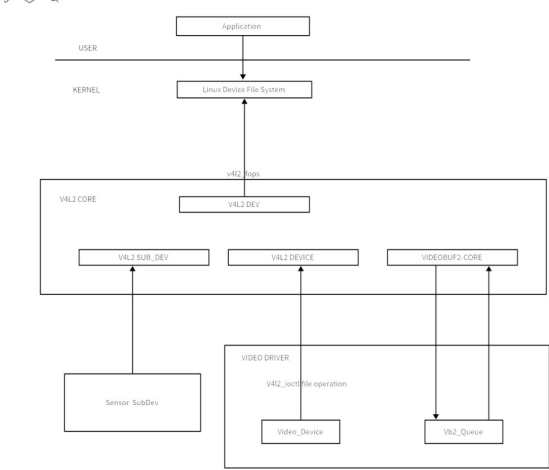 Application
USER
KERNEL
Linux Device File System
v4l2_fops
V4L2 CORE
V4L2 DEV
V4L2 SUB_DEV
V4L2 DEVICE
VIDEOBUF2-CORE
VIDEO DRIVER
V4l2_ioctl file operation
Sensor SubDev
Video_Device
Vb2_Queue